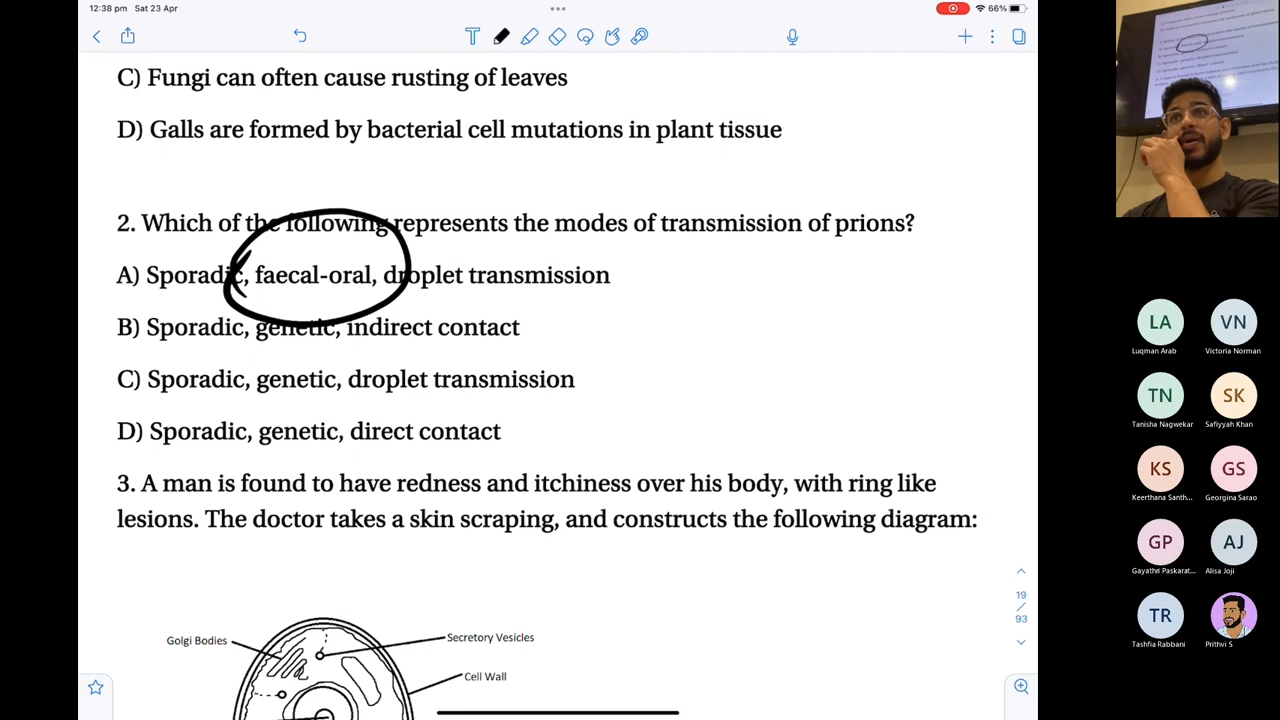 12:38 pm Sat 23 Apr
66%
T
C) Fungi can often cause rusting of leaves
D) Galls are formed by bacterial cell mutations in plant tissue
2. Which of the following represents the modes of transmission of prions?
A) Sporadic, faecal-oral, droplet transmission
B) Sporadic, genetic, indirect contact
C) Sporadic, genetic, droplet transmission
D) Sporadic, genetic, direct contact
3. A man is found to have redness and itchiness over his body, with ring like
lesions. The doctor takes a skin scraping, and constructs the following diagram:
Golgi Bodies
Secretory Vesicles
Cell Wall
19
/
93
LA VN
Luqman Arab Victoria Norman
TN SK
Tanisha Nagwekar Safiyyah Khan
KS GS
Keerthana Santh... Georgina Sarao
GP AJ
Gayathri Paskarat... Alisa Joji
TR
Tashfia Rabbani Prithvi S